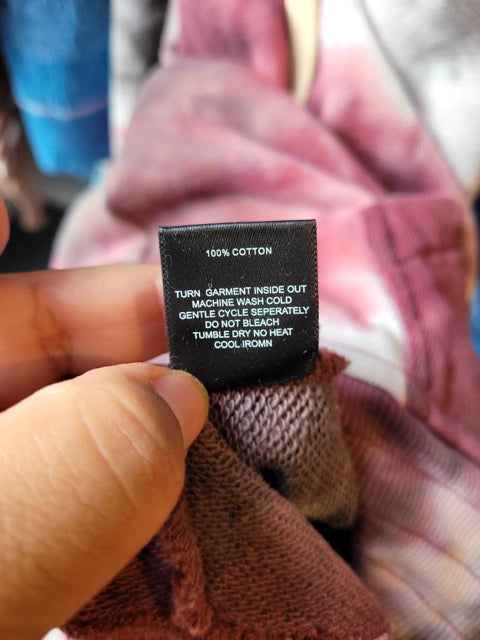 100% COTTON
TURN GARMENT INSIDE OUT
MACHINE WASH COLD
GENTLE CYCLE SEPERATELY
DO NOT BLEACH
TUMBLE DRY NO HEAT
COOL IROMN